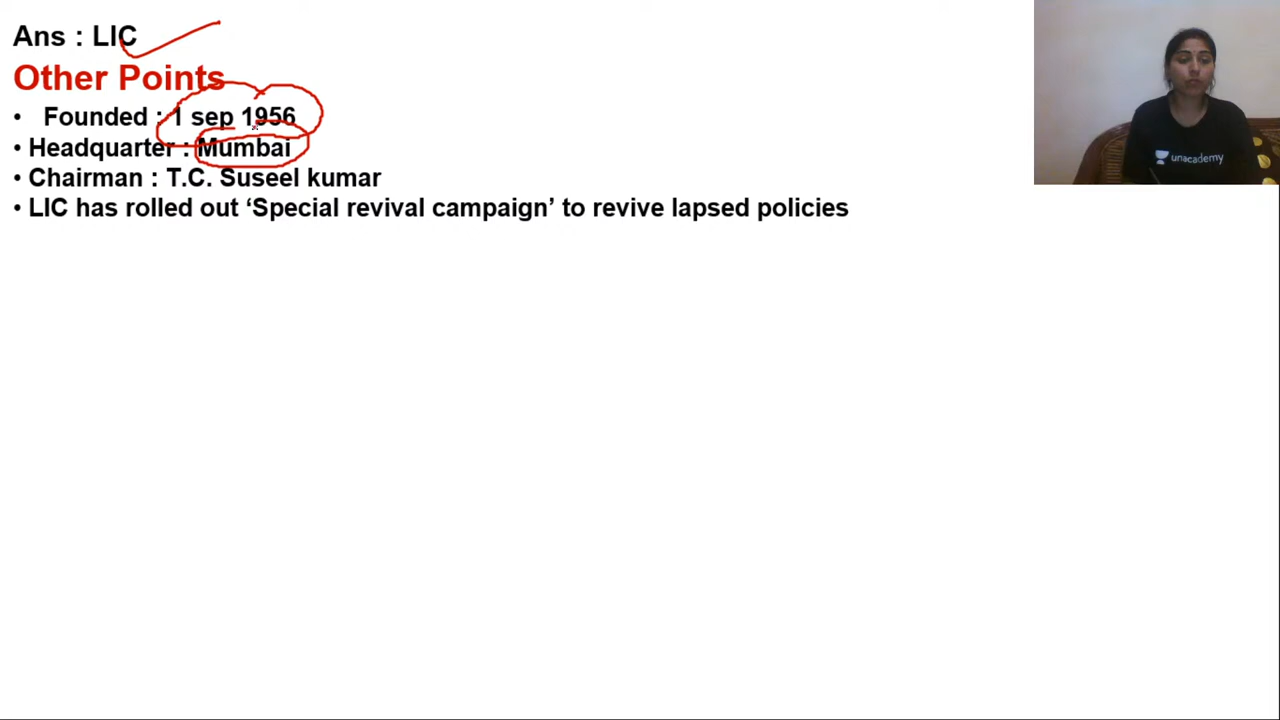 Ans : LIC
Other Points
• Founded : 1 sep 1956
• Headquarter : Mumbai
• Chairman : T.C. Suseel kumar
• LIC has rolled out ‘Special revival campaign’ to revive lapsed policies
unacademy